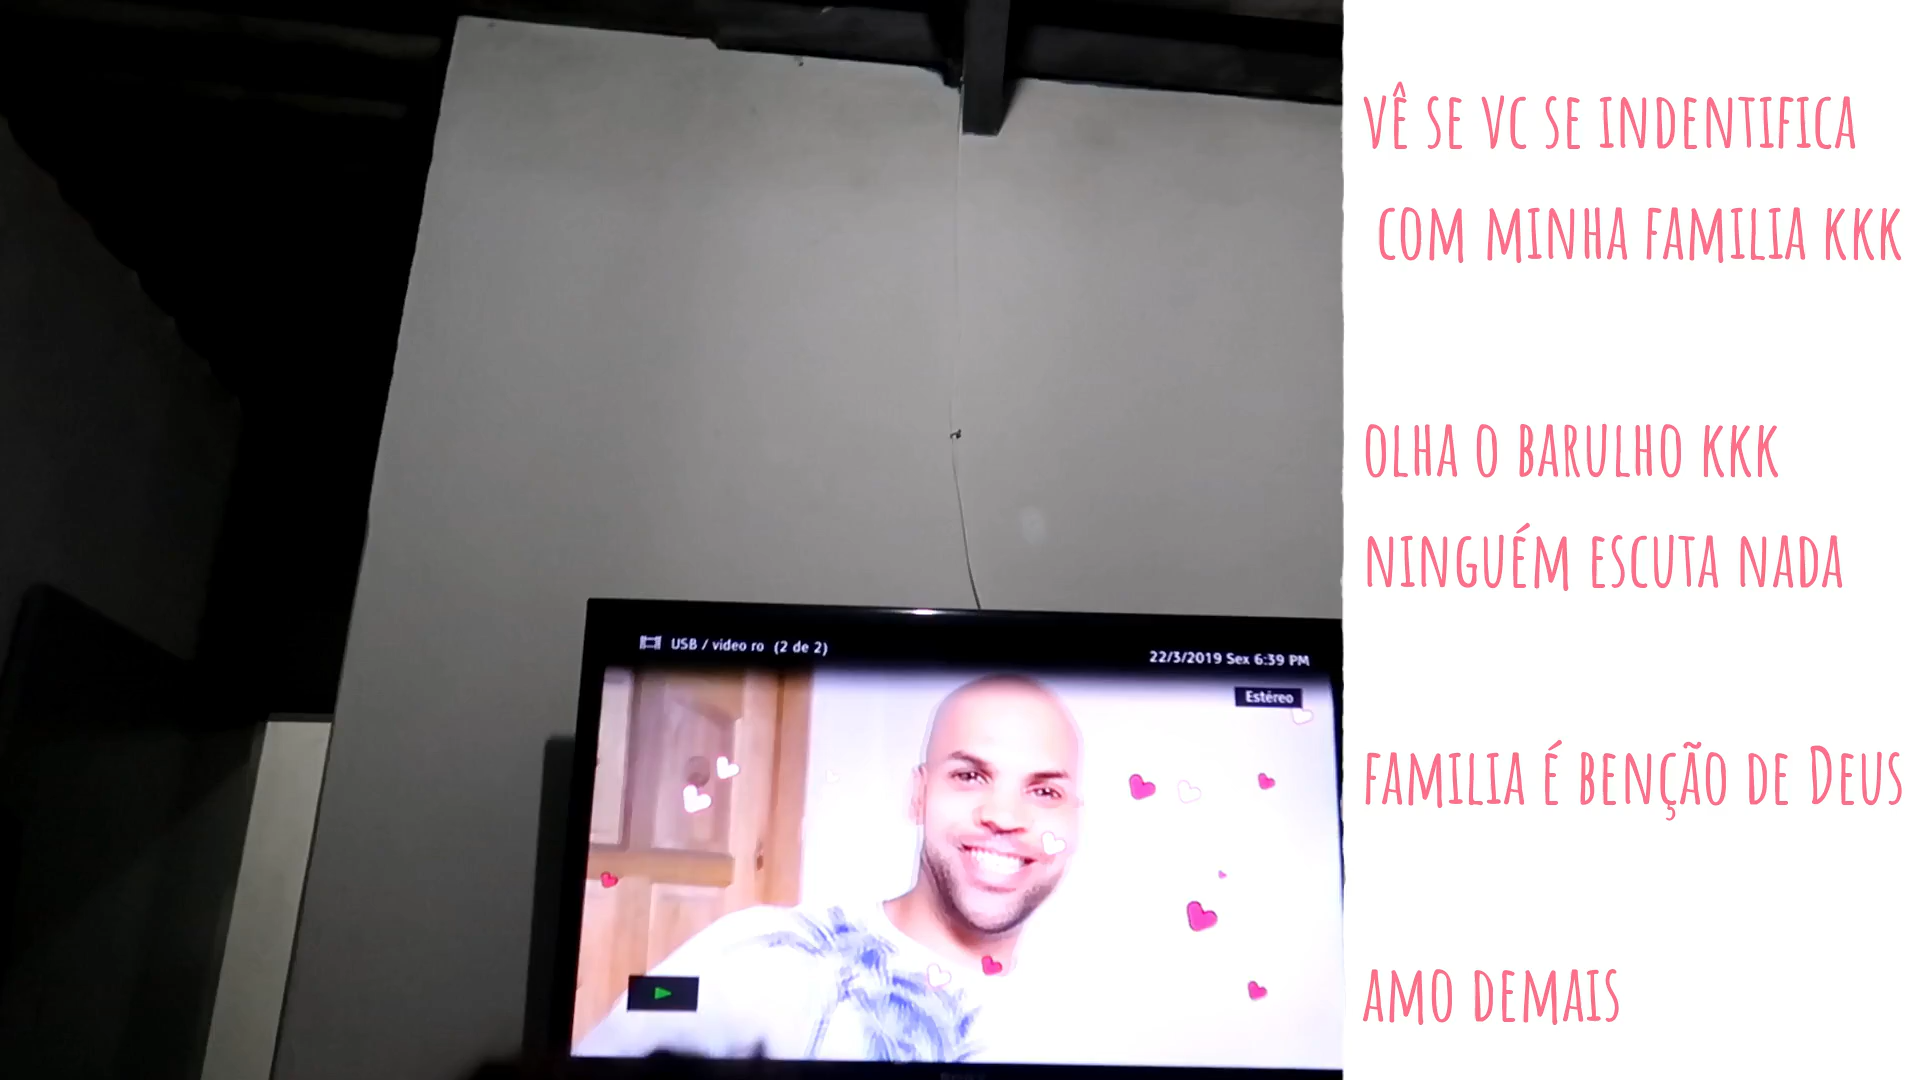 vê se vc se indentifica
com minha familia kkk
olha o barulho kkk
ninguém escuta nada
familia é benção de Deus
amo demais
USB / video ro (2 de 2)
22/3/2019 Sex 6:39 PM
Estéreo